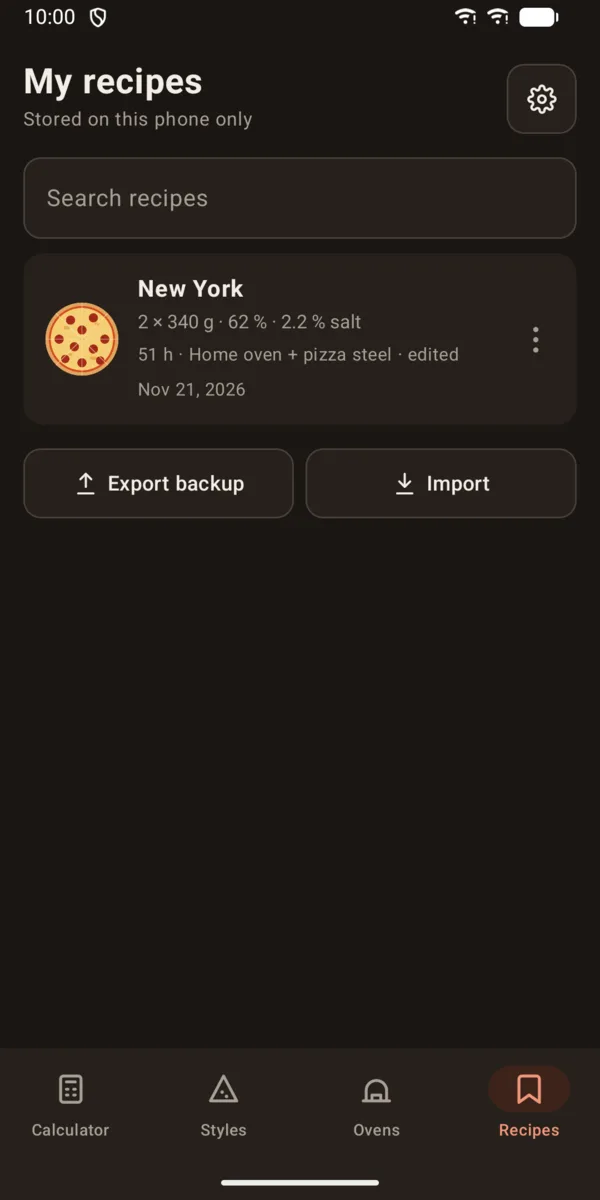 10:00
My recipes
Stored on this phone only
Search recipes
New York
2 × 340 g · 62 % · 2.2 % salt
51 h · Home oven + pizza steel · edited
Nov 21, 2026
Export backup
Import
Calculator
Styles
Ovens
Recipes